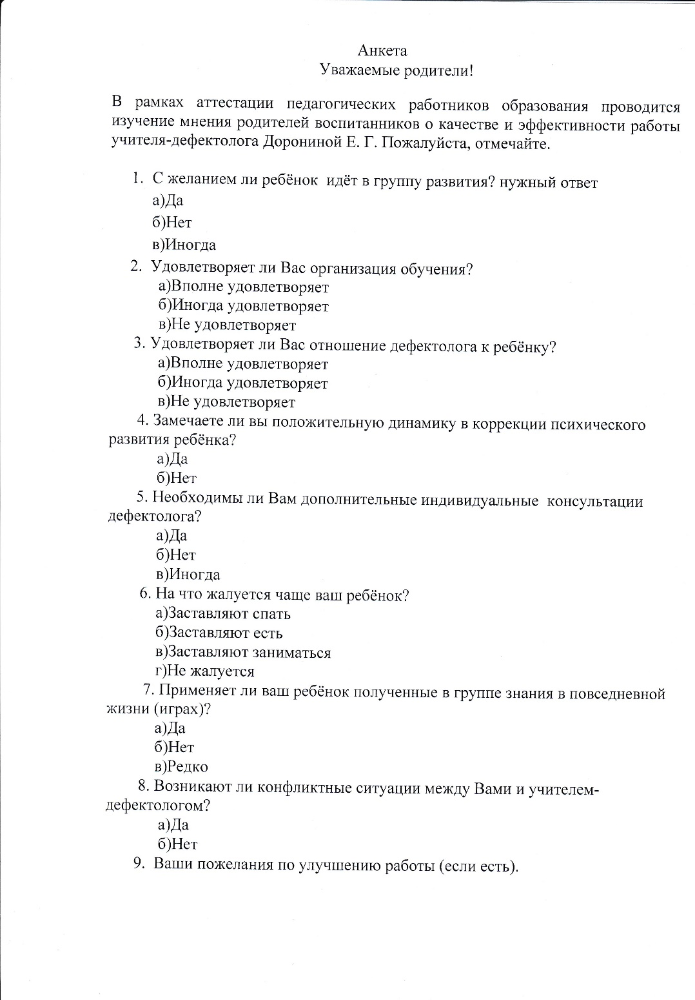 Анкета
Уважаемые родители!
В рамках аттестации педагогических работников образования проводится
изучение мнения родителей воспитанников о качестве и эффективности работы
учителя-дефектолога Дорониной Е. Г. Пожалуйста, отмечайте.
1. С желанием ли ребёнок идёт в группу развития? нужный ответ
а)Да
б)Нет
в)Иногда
2. Удовлетворяет ли Вас организация обучения?
а)Вполне удовлетворяет
б)Иногда удовлетворяет
в)Не удовлетворяет
3. Удовлетворяет ли Вас отношение дефектолога к ребёнку?
а)Вполне удовлетворяет
б)Иногда удовлетворяет
в)Не удовлетворяет
4. Замечаете ли вы положительную динамику в коррекции психического
развития ребёнка?
а)Да
б)Нет
5. Необходимы ли Вам дополнительные индивидуальные консультации
дефектолога?
а)Да
б)Нет
в)Иногда
6. На что жалуется чаще ваш ребёнок?
а)Заставляют спать
б)Заставляют есть
в)Заставляют заниматься
г)Не жалуется
7. Применяет ли ваш ребёнок полученные в группе знания в повседневной
жизни (играх)?
а)Да
б)Нет
в)Редко
8. Возникают ли конфликтные ситуации между Вами и учителем-
дефектологом?
а)Да
б)Нет
9. Ваши пожелания по улучшению работы (если есть).